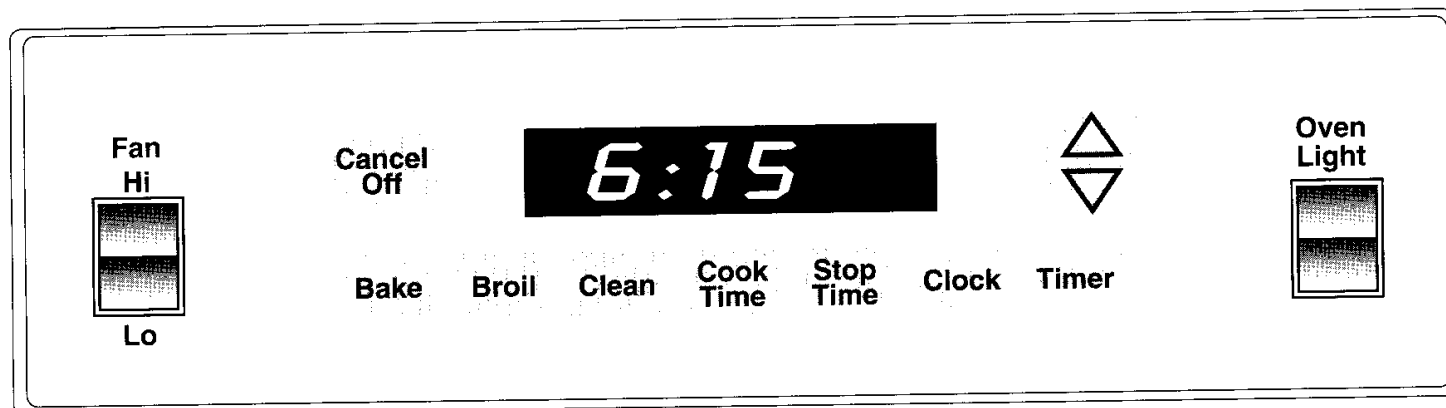 Fan
Hi
Lo
Cancel
Off
6:15
Bake
Broil
Clean
Cook
Time
Stop
Time
Clock
Timer
Oven
Light